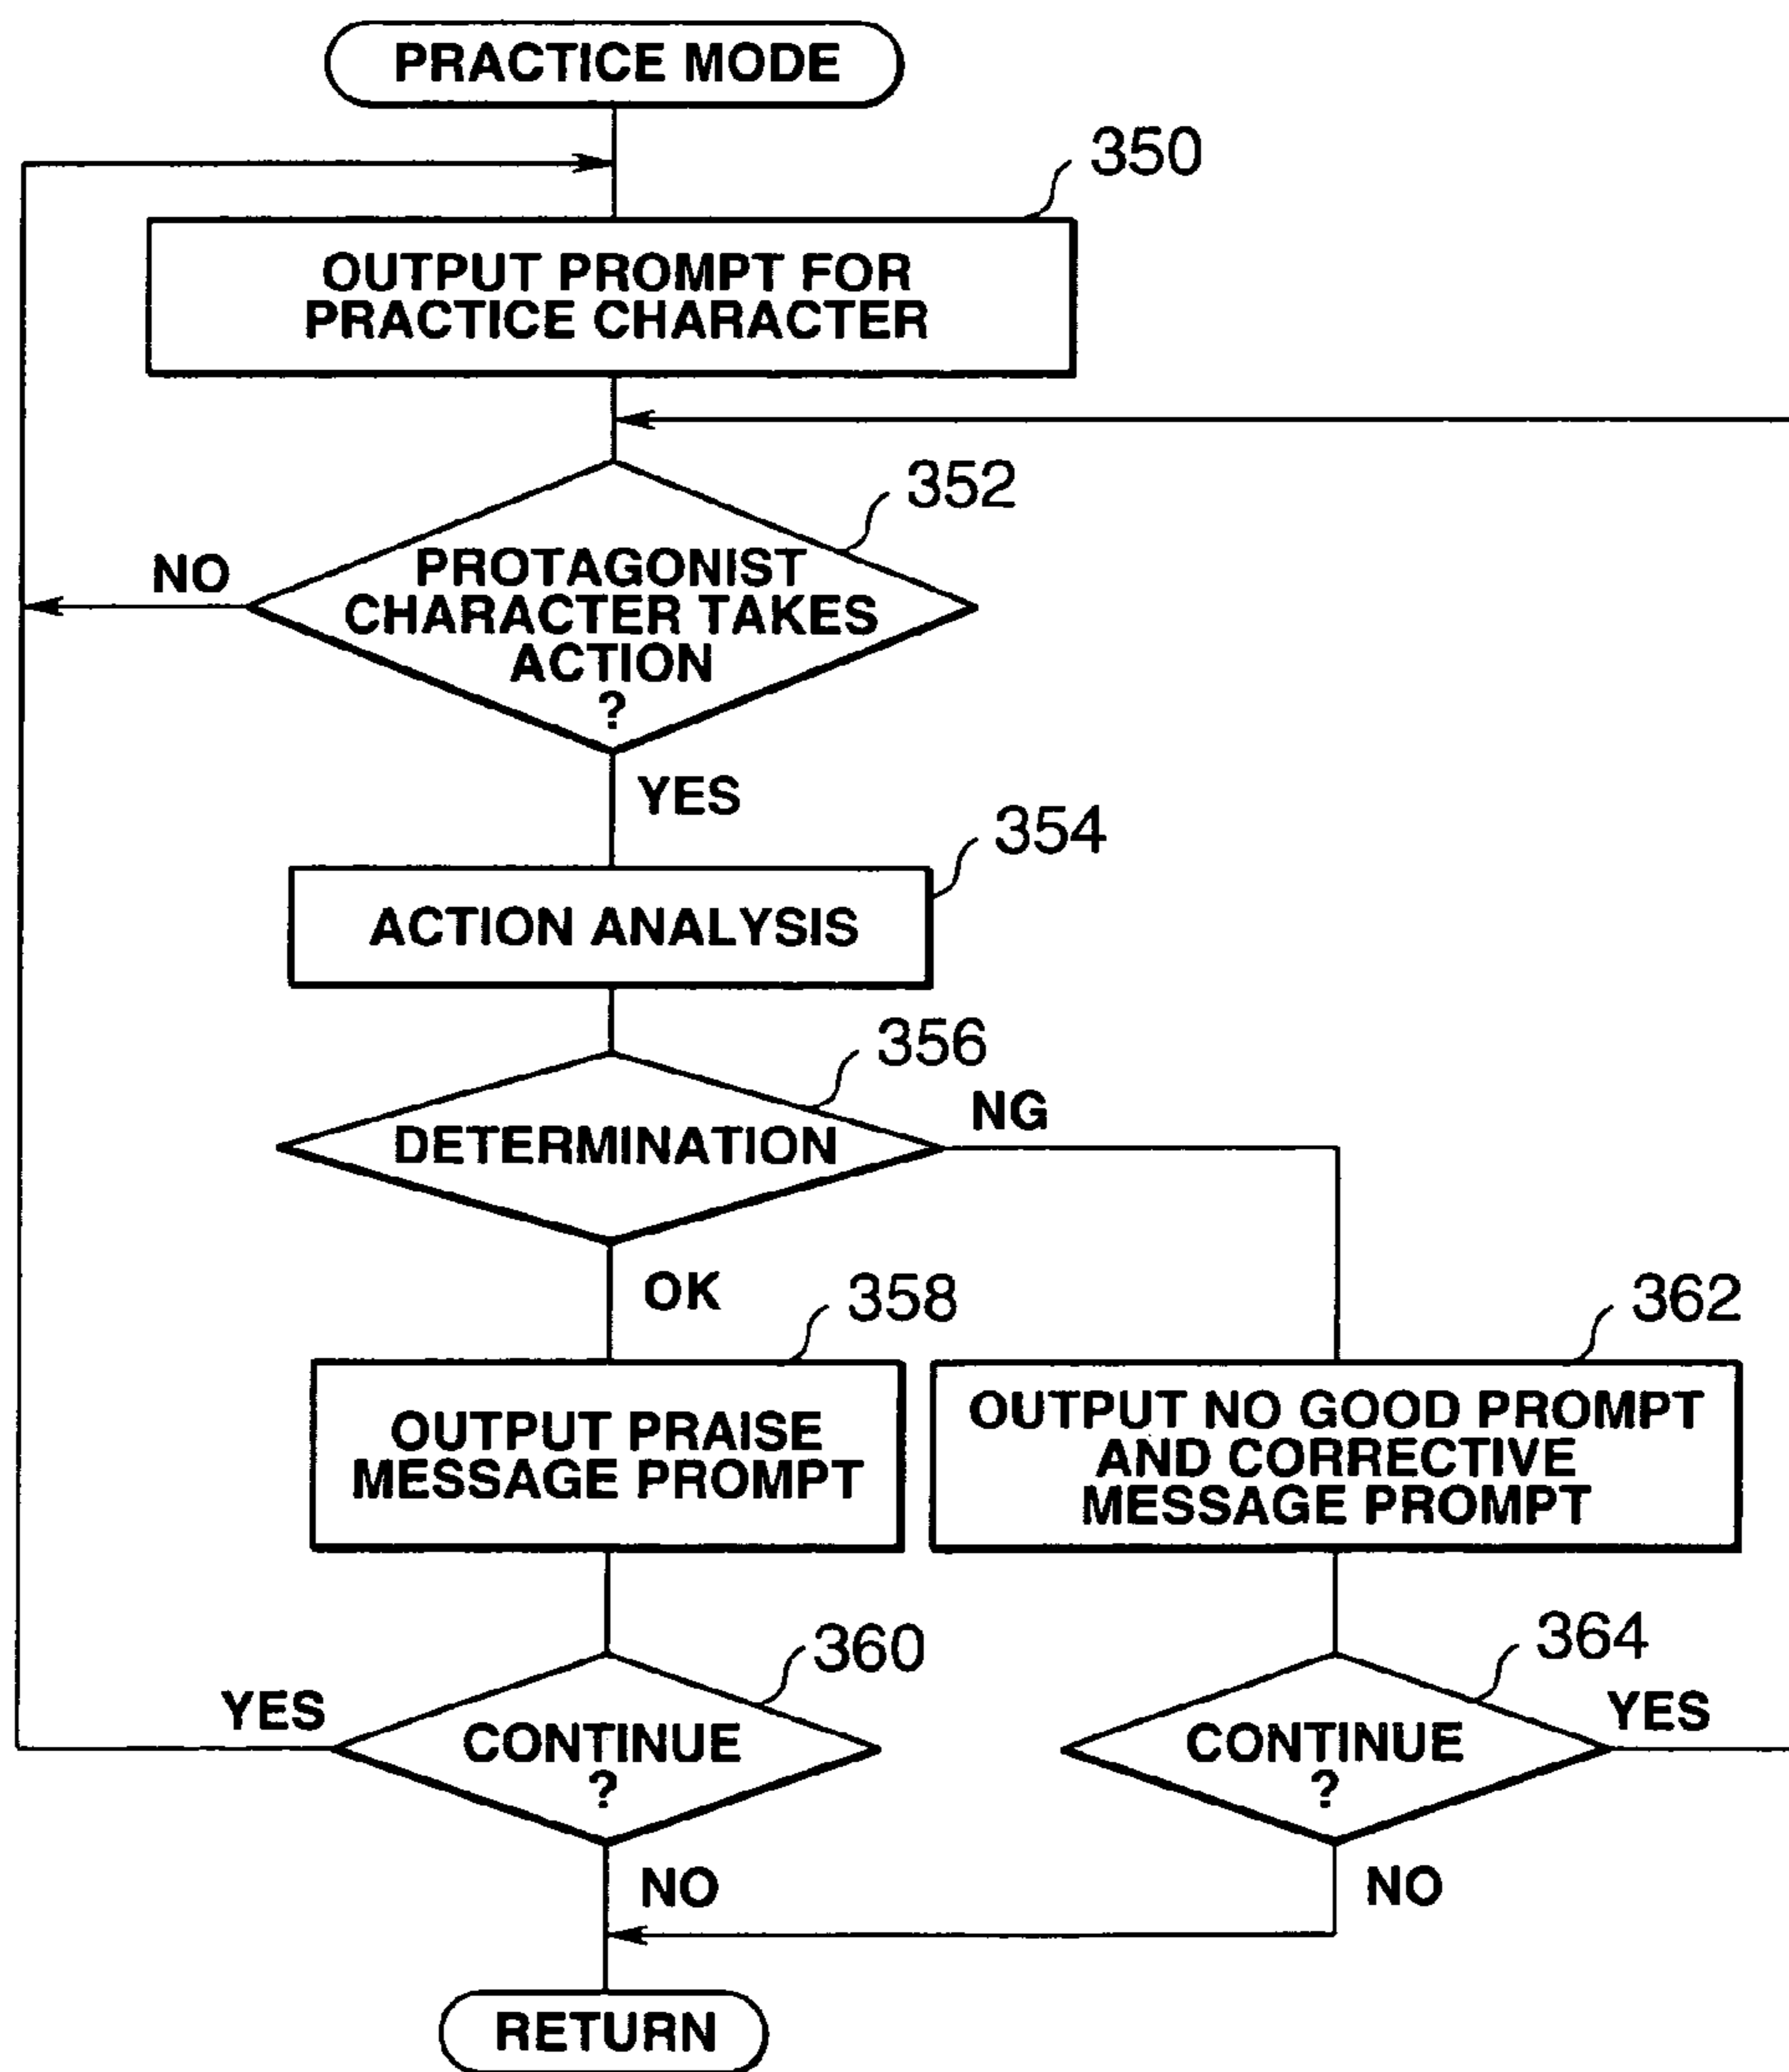 PRACTICE MODE
350
OUTPUT PROMPT FOR
PRACTICE CHARACTER
352
NO
PROTAGONIST
CHARACTER TAKES
ACTION
?
YES
354
ACTION ANALYSIS
356
NG
DETERMINATION
OK
358
362
OUTPUT PRAISE
MESSAGE PROMPT
OUTPUT NO GOOD PROMPT
AND CORRECTIVE
MESSAGE PROMPT
360
364
YES
CONTINUE
?
YES
CONTINUE
?
NO
NO
RETURN